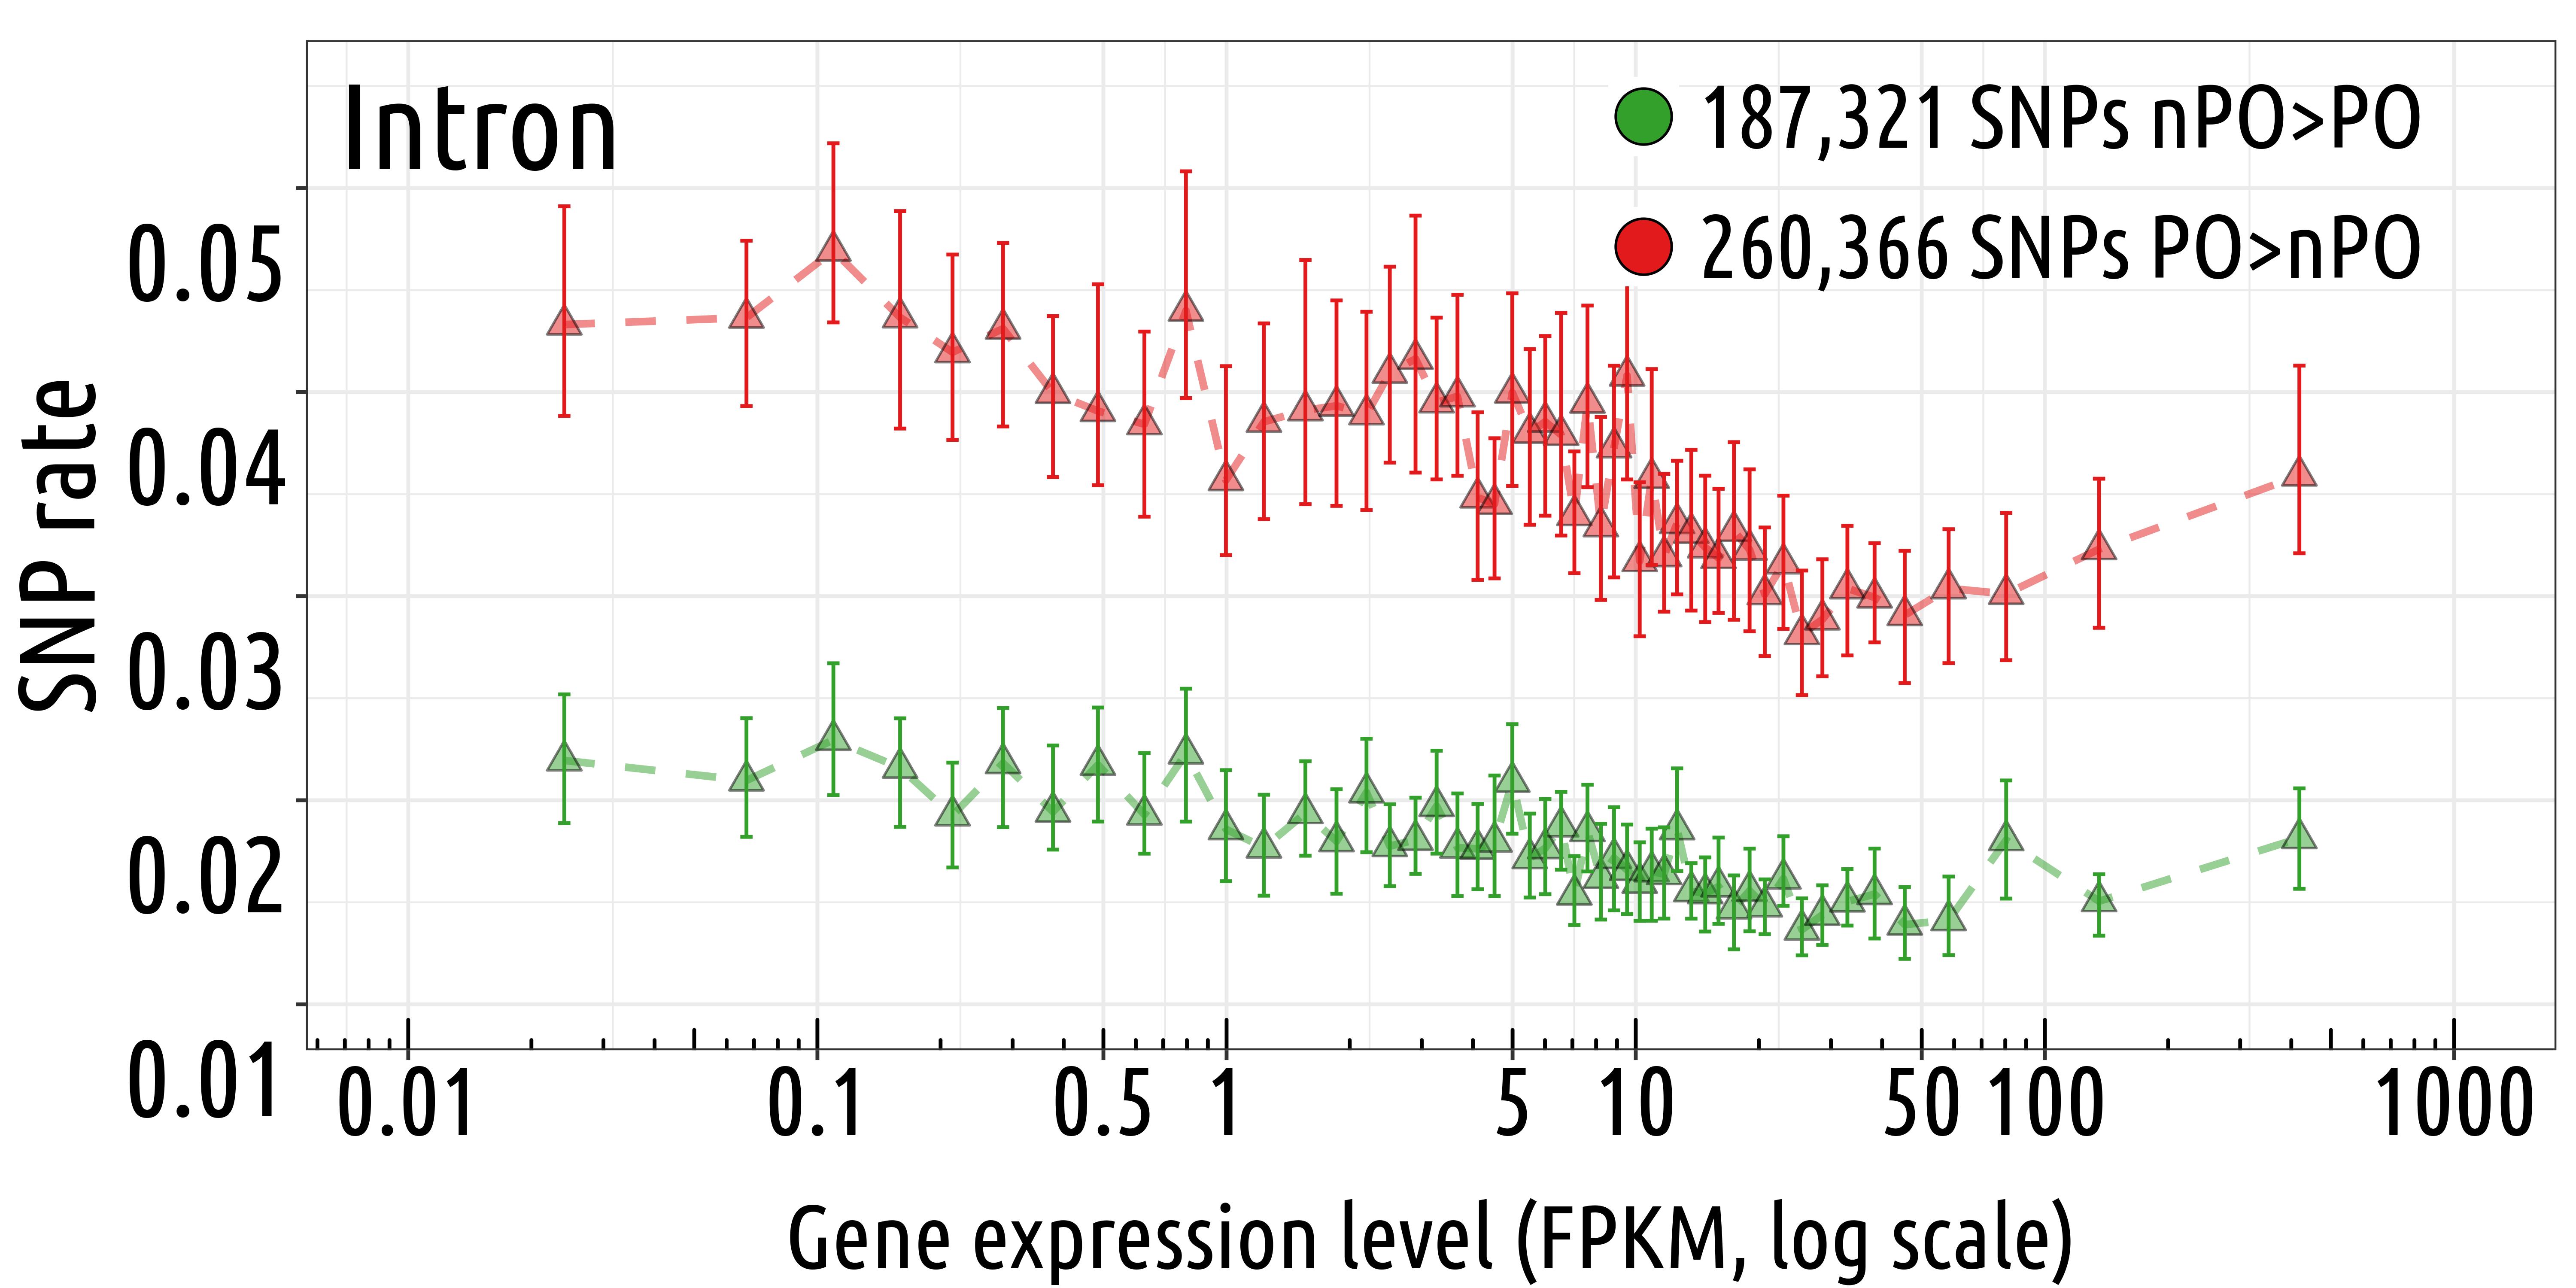 Intron
187,321 SNPs nPO>PO
260,366 SNPs PO>nPO
SNP rate
0.05
0.04
0.03
0.02
0.01
0.01 0.1 0.5 1 5 10 50 100 1000
Gene expression level (FPKM, log scale)